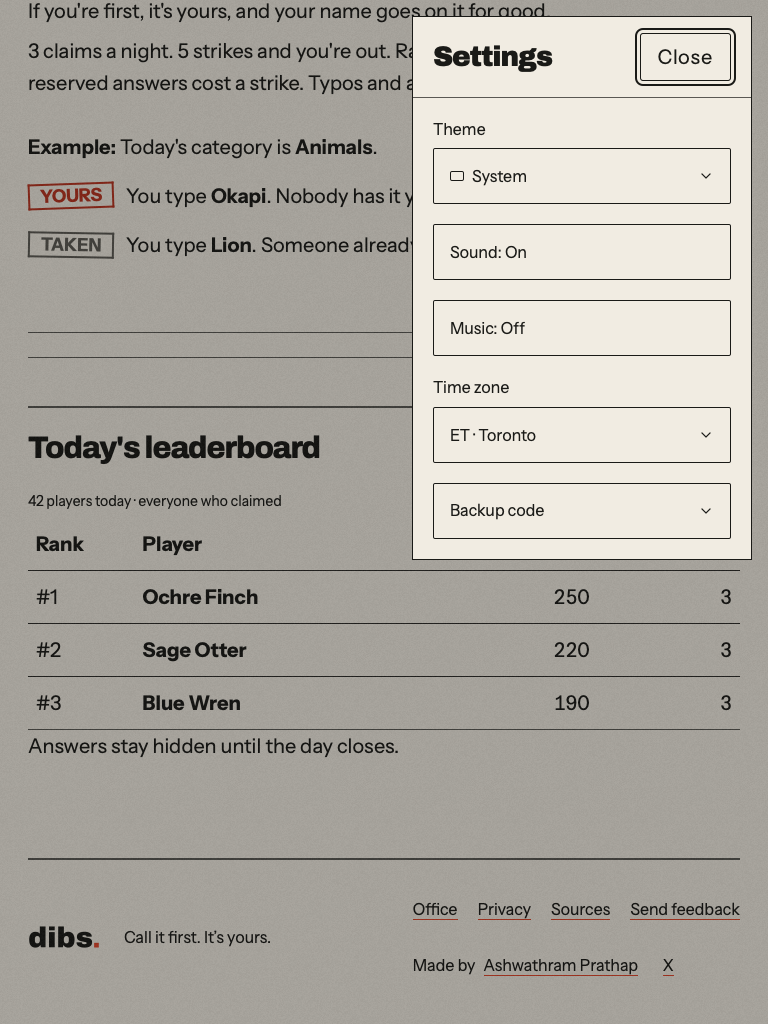 If you're first, it's yours, and your name goes on it for good.
3 claims a night. 5 strikes and you're out.
reserved answers cost a strike. Typos and
Example: Today's category is Animals.
YOURS You type Okapi. Nobody has it
TAKEN You type Lion. Someone already
Settings
Close
Theme
System
Sound: On
Music: Off
Time zone
ET · Toronto
Backup code
Today's leaderboard
42 players today · everyone who claimed
Rank Player
#1 Ochre Finch 250 3
#2 Sage Otter 220 3
#3 Blue Wren 190 3
Answers stay hidden until the day closes.
dibs. Call it first. It's yours.
Office Privacy Sources Send feedback
Made by Ashwathram Prathap X